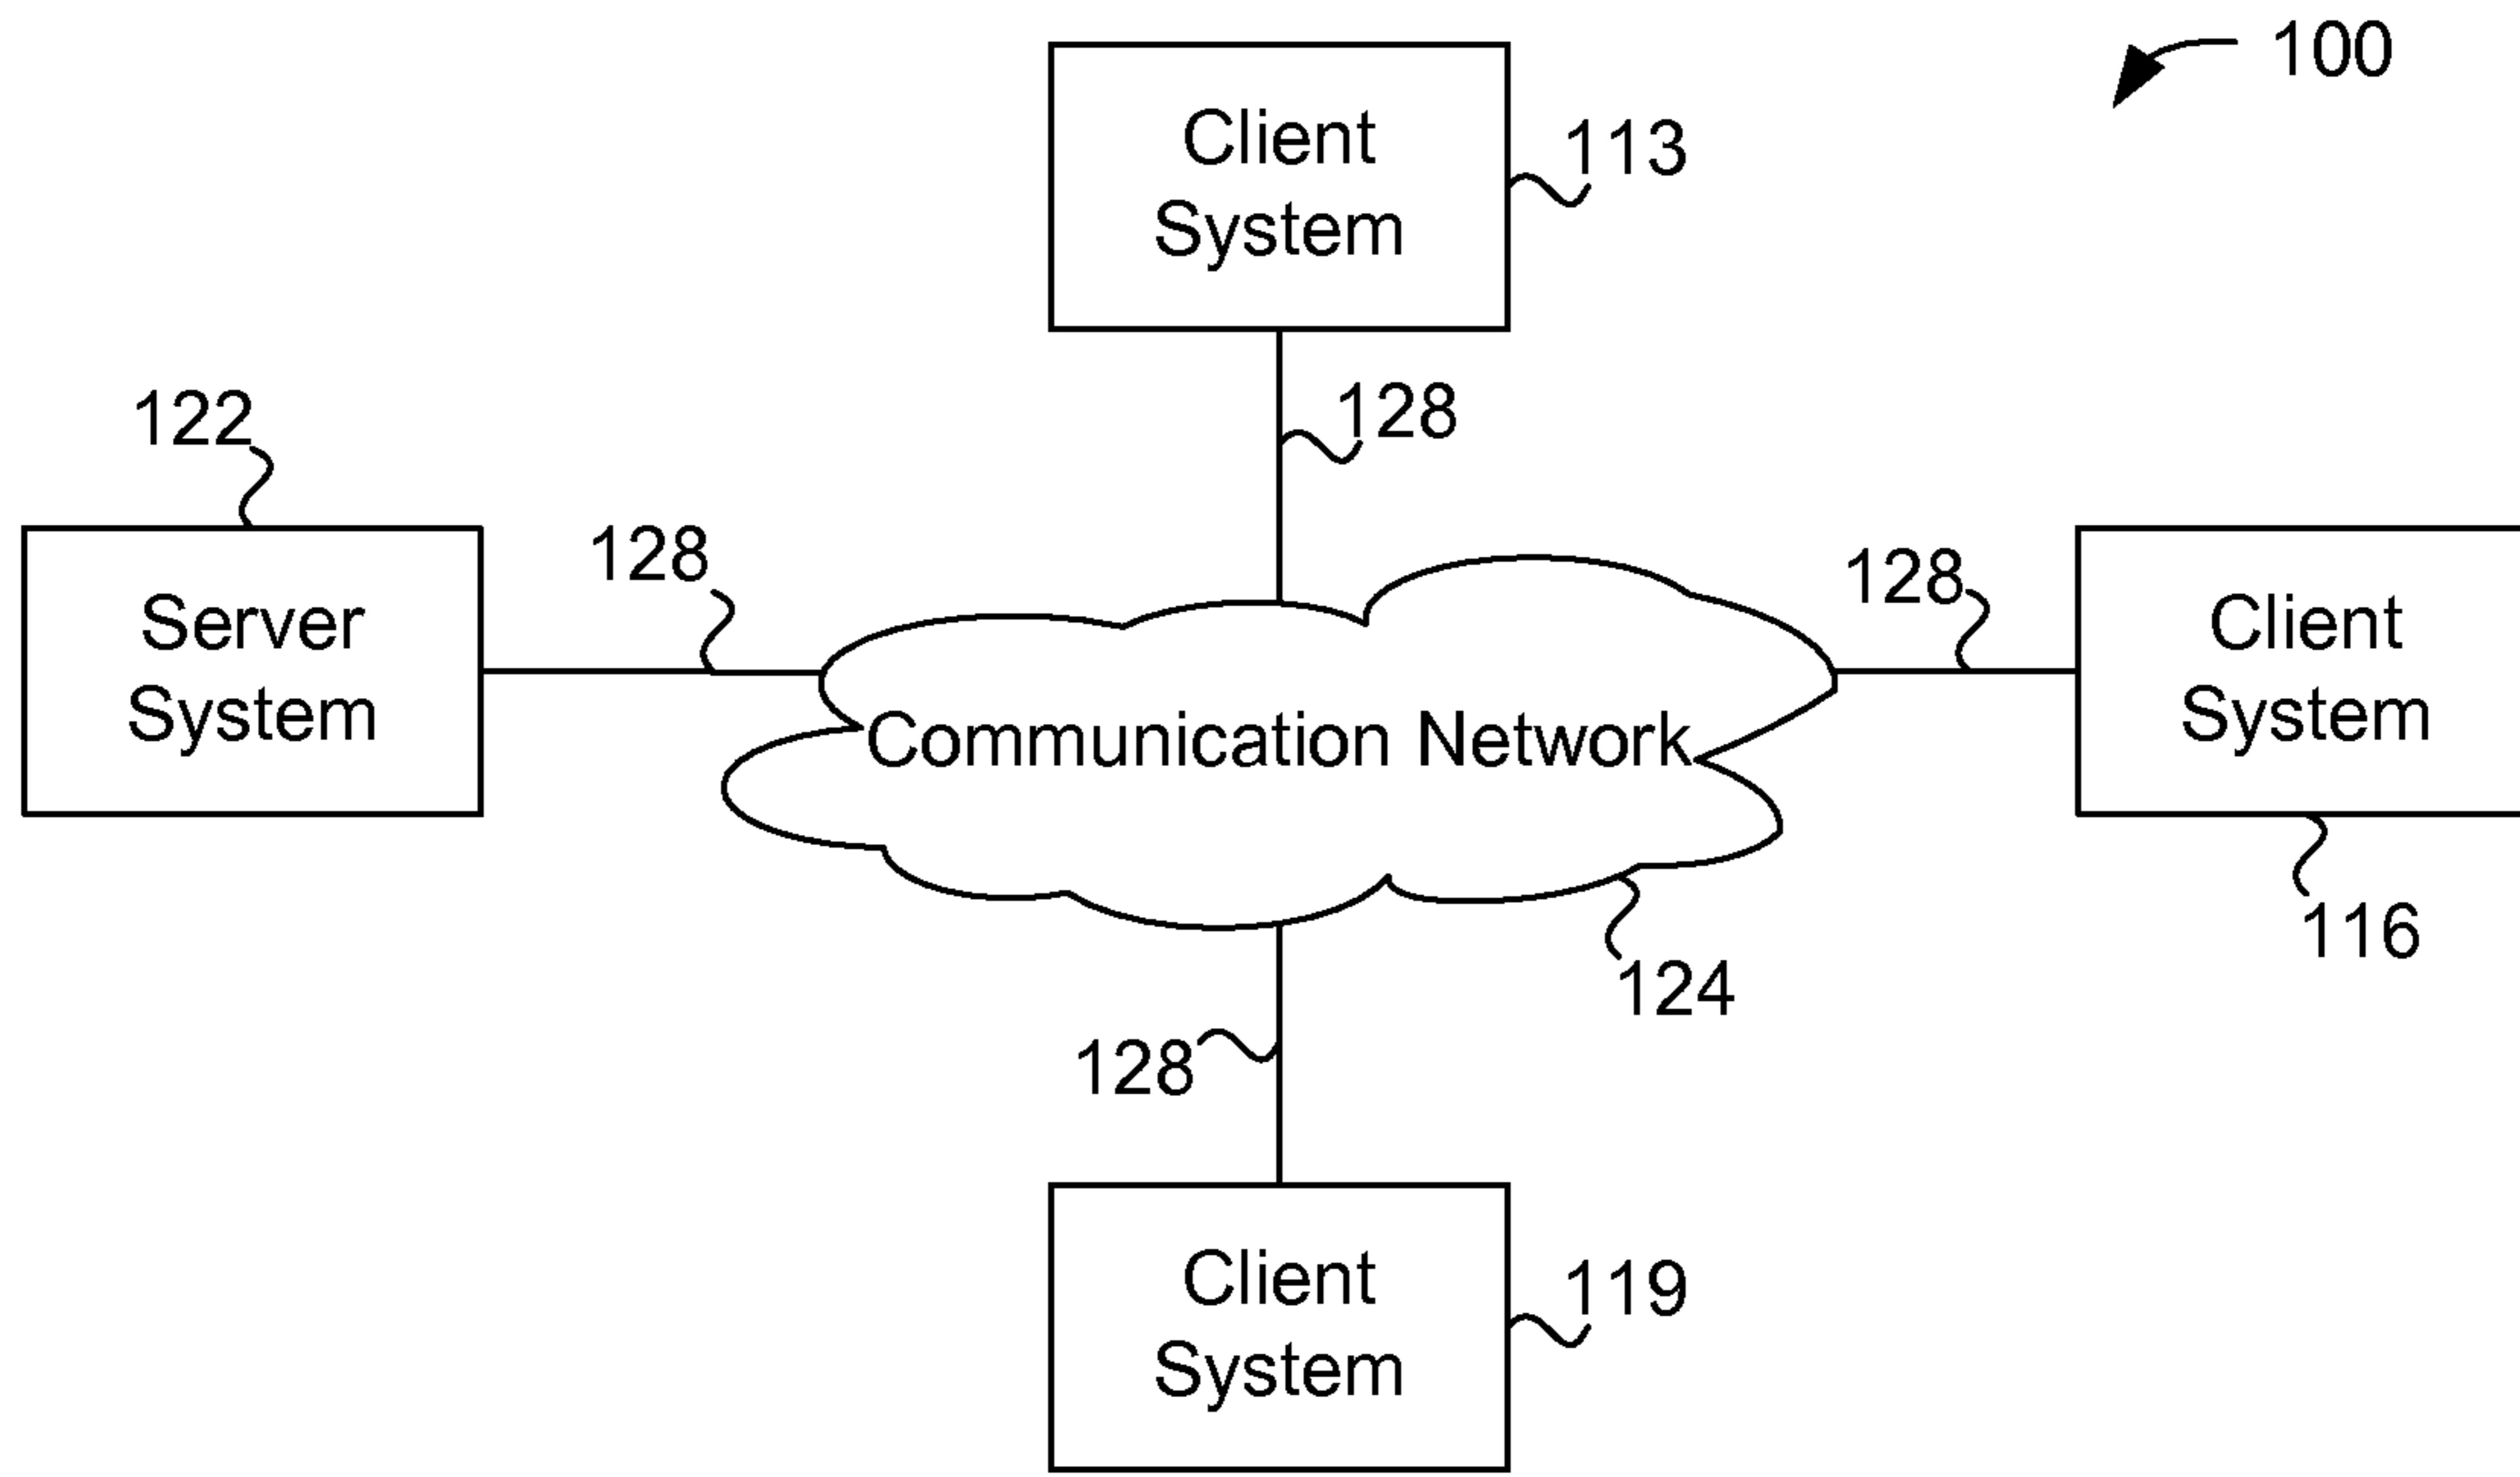 100
Client
System
113
128
122
Server
System
128
128
Client
System
Communication Network
116
124
128
Client
System
119